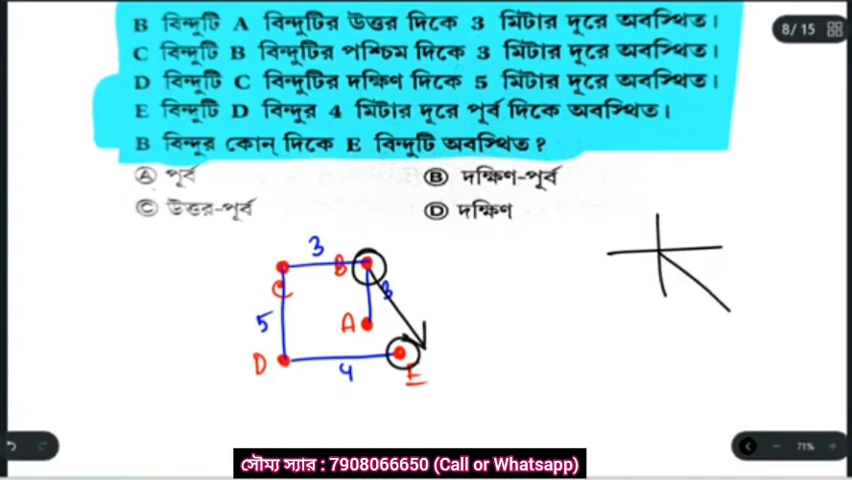 B বিন্দুটি A বিন্দুটির উত্তর দিকে 3 মিটার দূরে অবস্থিত।
8/15
C বিন্দুটি B বিন্দুটির পশ্চিম দিকে 3 মিটার দূরে অবস্থিত।
D বিন্দুটি C বিন্দুটির দক্ষিণ দিকে 5 মিটার দূরে অবস্থিত।
E বিন্দুটি D বিন্দুর 4 মিটার দূরে পূর্ব দিকে অবস্থিত।
B বিন্দুর কোন্ দিকে E বিন্দুটি অবস্থিত ?
Ⓐ পূর্ব
Ⓑ দক্ষিণ-পূর্ব
Ⓒ উত্তর-পূর্ব
Ⓓ দক্ষিণ
3
B
C
3
5
A
D
4
E
71%
সৌম্য স্যার : 7908066650 (Call or Whatsapp)